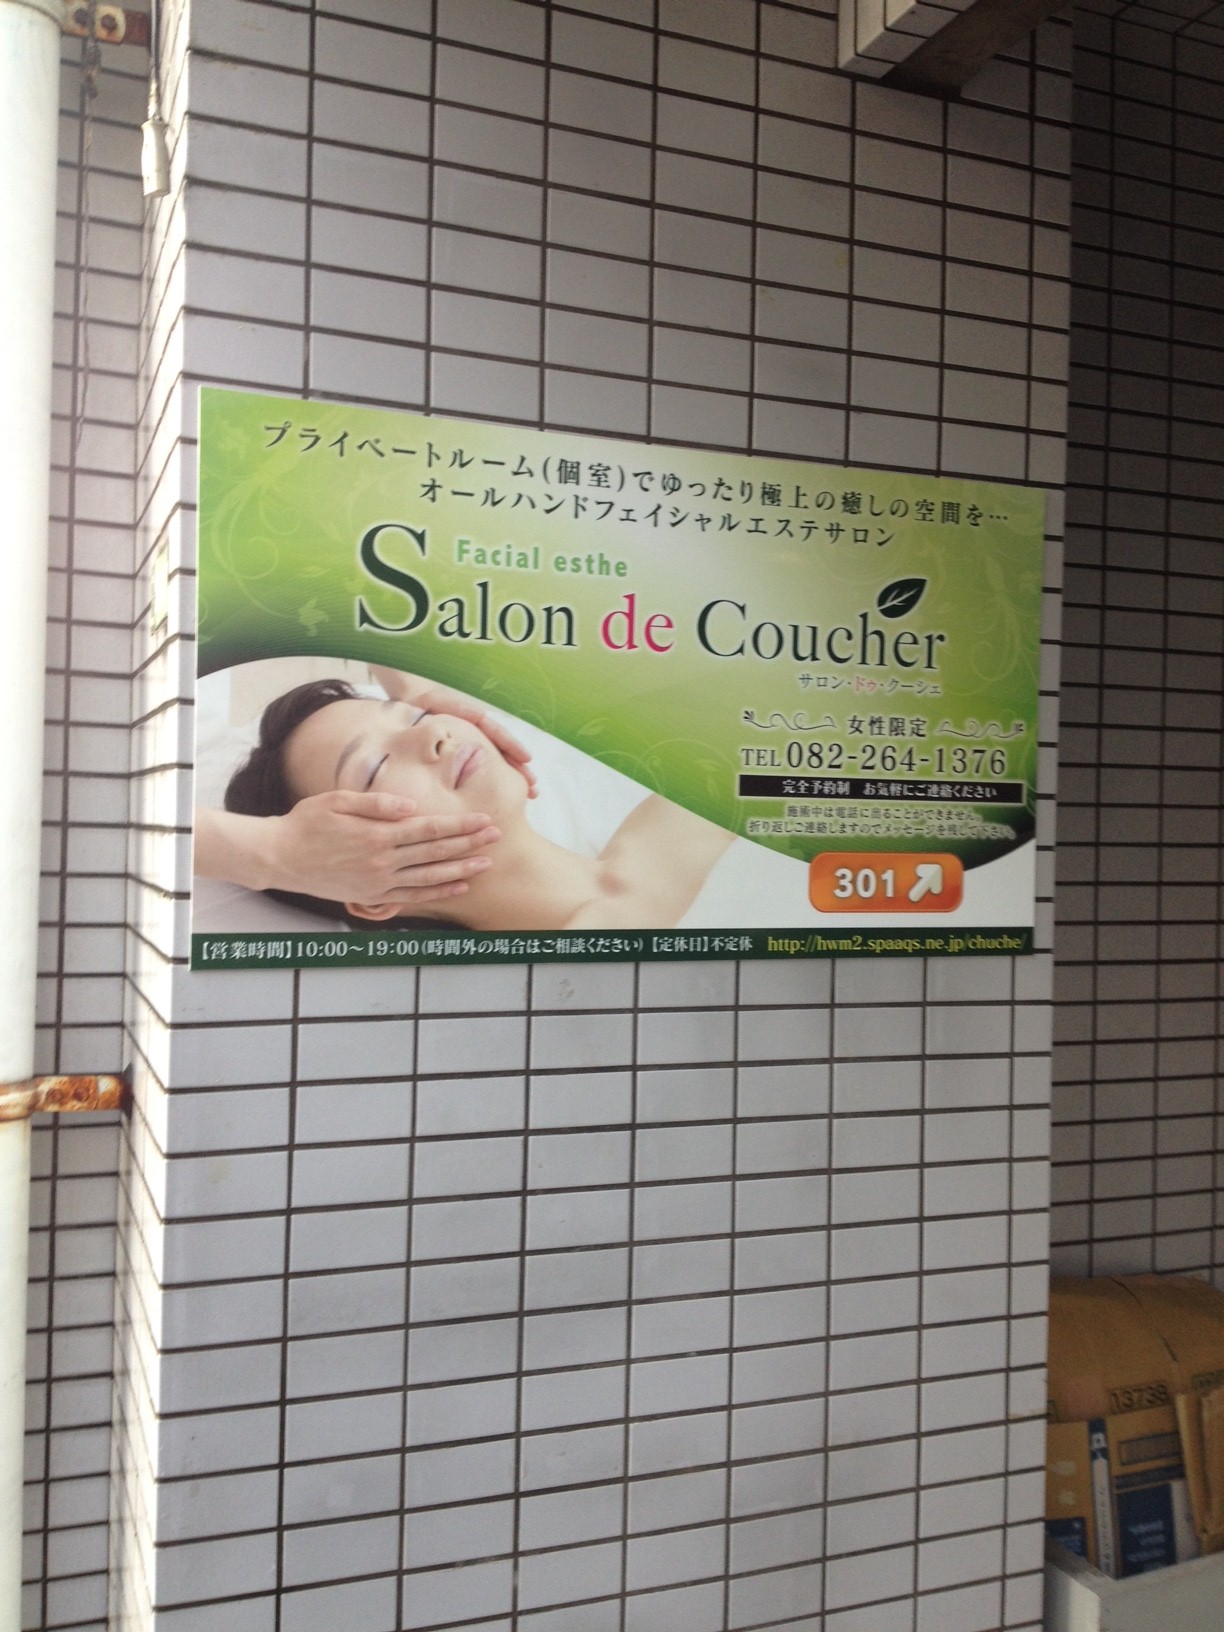 プライベートルーム(個室)でゆったり極上の癒しの空間を…
オールハンドフェイシャルエステサロン
Facial esthe
Salon de Coucher
サロン・ドゥ・クーシェ
女性限定
TEL 082-264-1376
完全予約制　お気軽にご連絡ください
施術中は電話に出ることができません。
折り返しご連絡しますのでメッセージを残して下さい。
301
【営業時間】10:00〜19:00(時間外の場合はご相談ください)【定休日】不定休 http://hwm2.spaaqs.ne.jp/chuche/
13738